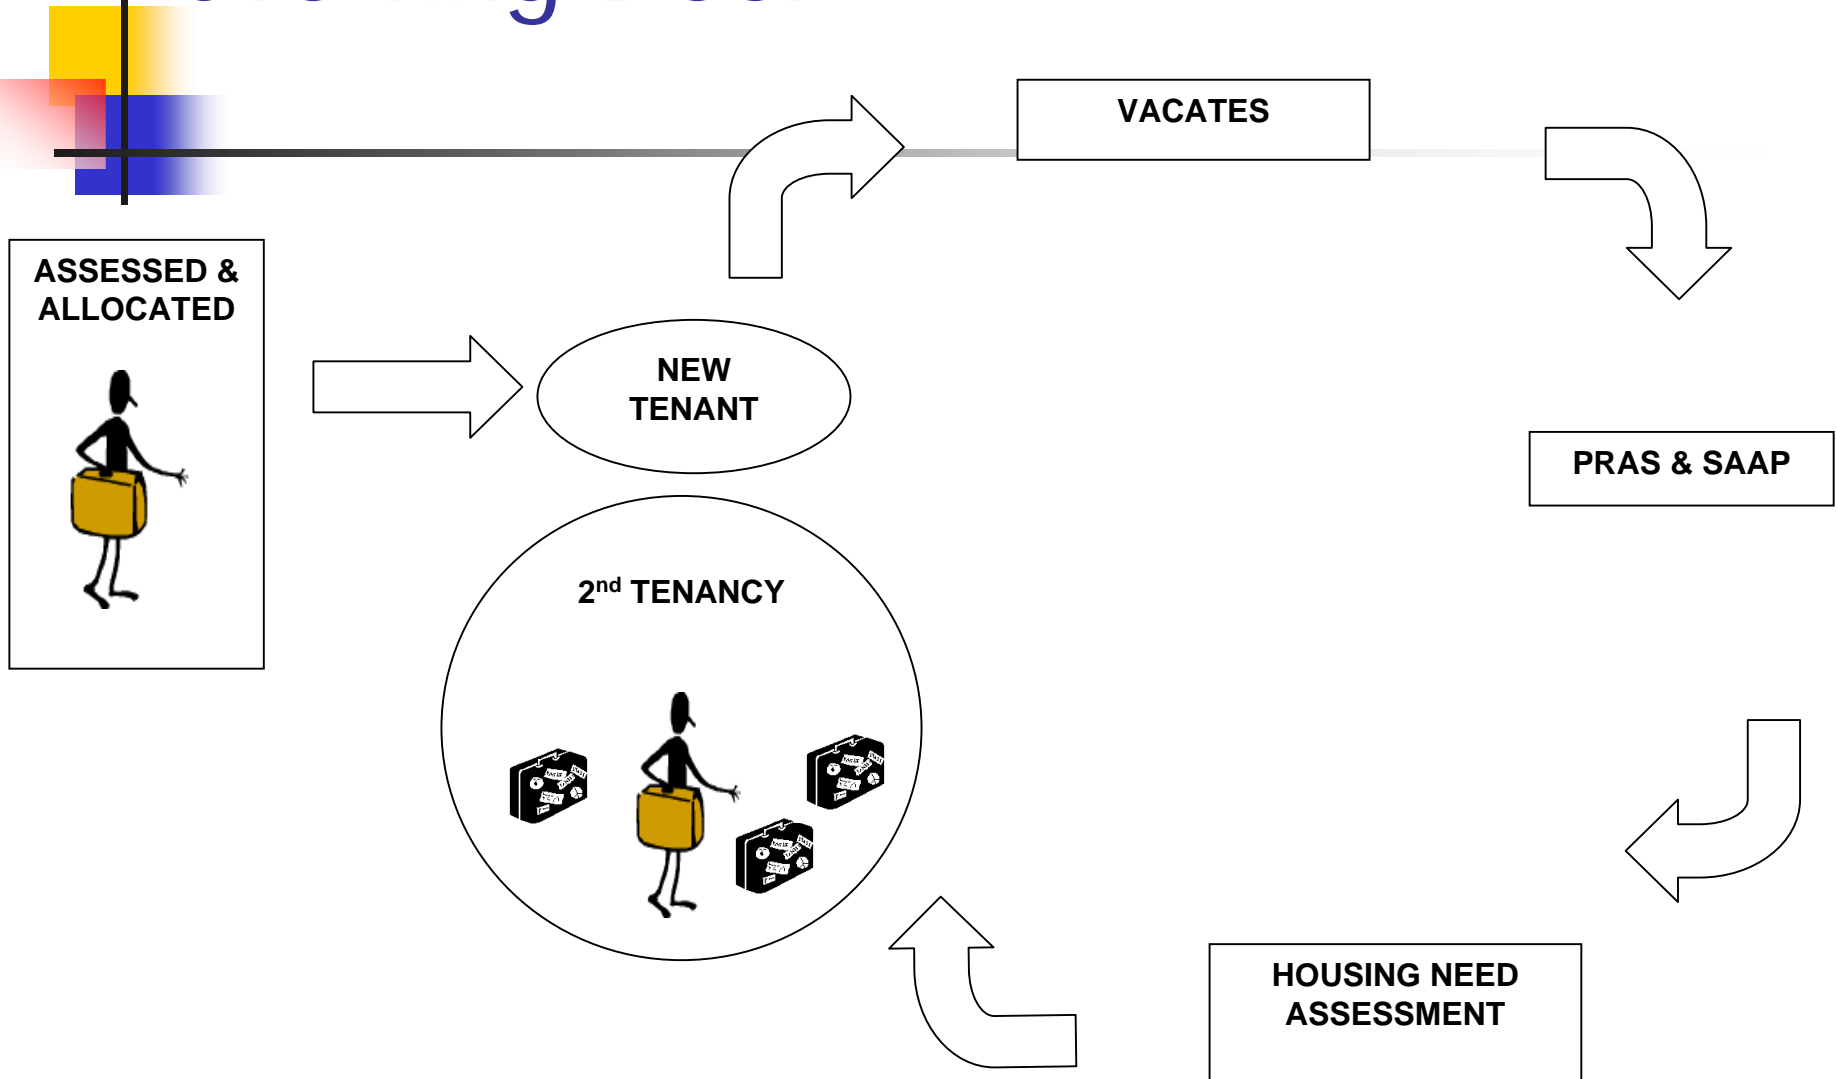 VACATES
ASSESSED &
ALLOCATED
NEW
TENANT
PRAS & SAAP
2nd TENANCY
HOUSING NEED
ASSESSMENT